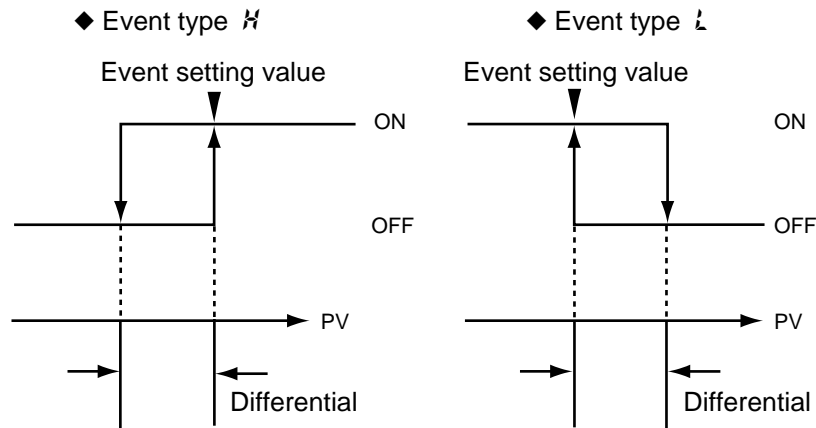 ◆ Event type H
Event setting value
ON
OFF
PV
Differential
◆ Event type L
Event setting value
ON
OFF
PV
Differential